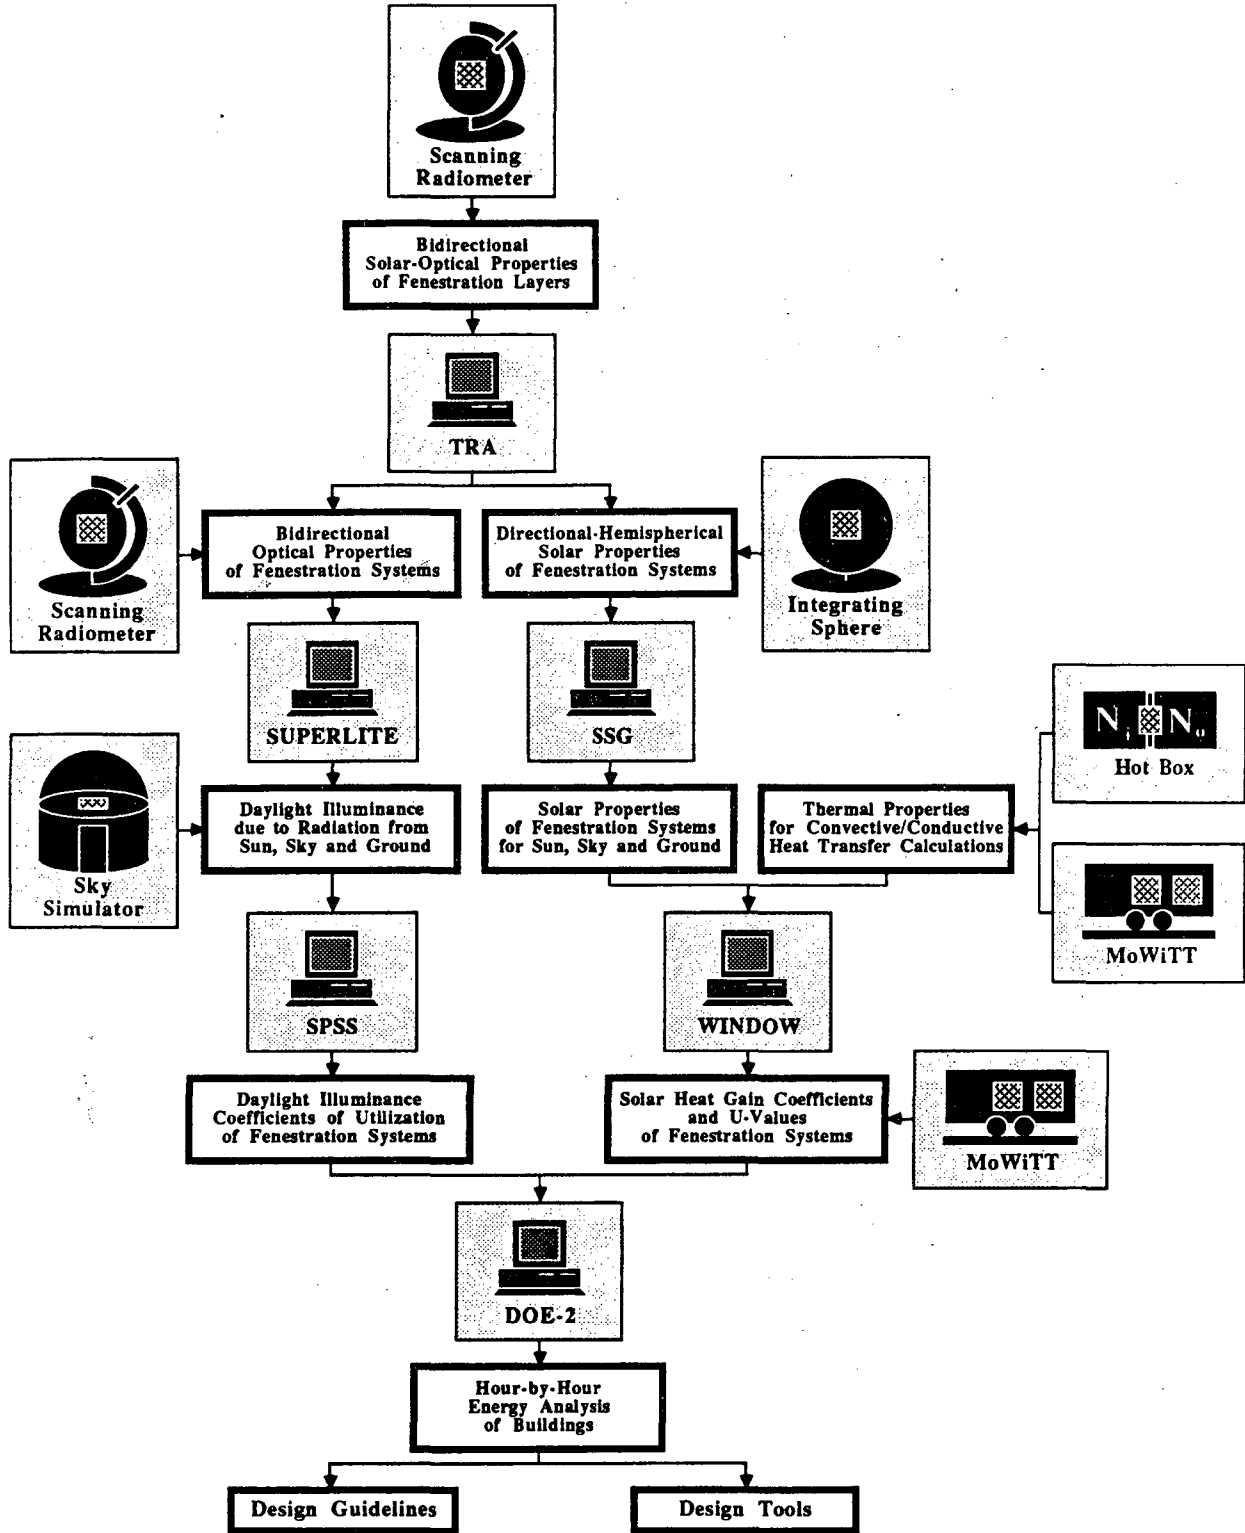 Scanning
Radiometer
Bidirectional
Solar-Optical Properties
of Fenestration Layers
TRA
Scanning
Radiometer
Bidirectional
Optical Properties
of Fenestration Systems
Directional-Hemispherical
Solar Properties
of Fenestration Systems
Integrating
Sphere
SUPERLITE
SSG
Hot Box
Sky
Simulator
Daylight Illuminance
due to Radiation from
Sun, Sky and Ground
Solar Properties
of Fenestration Systems
for Sun, Sky and Ground
Thermal Properties
for Convective/Conductive
Heat Transfer Calculations
MoWiTT
SPSS
WINDOW
Daylight Illuminance
Coefficients of Utilization
of Fenestration Systems
Solar Heat Gain Coefficients
and U-Values
of Fenestration Systems
MoWiTT
DOE-2
Hour-by-Hour
Energy Analysis
of Buildings
Design Guidelines
Design Tools